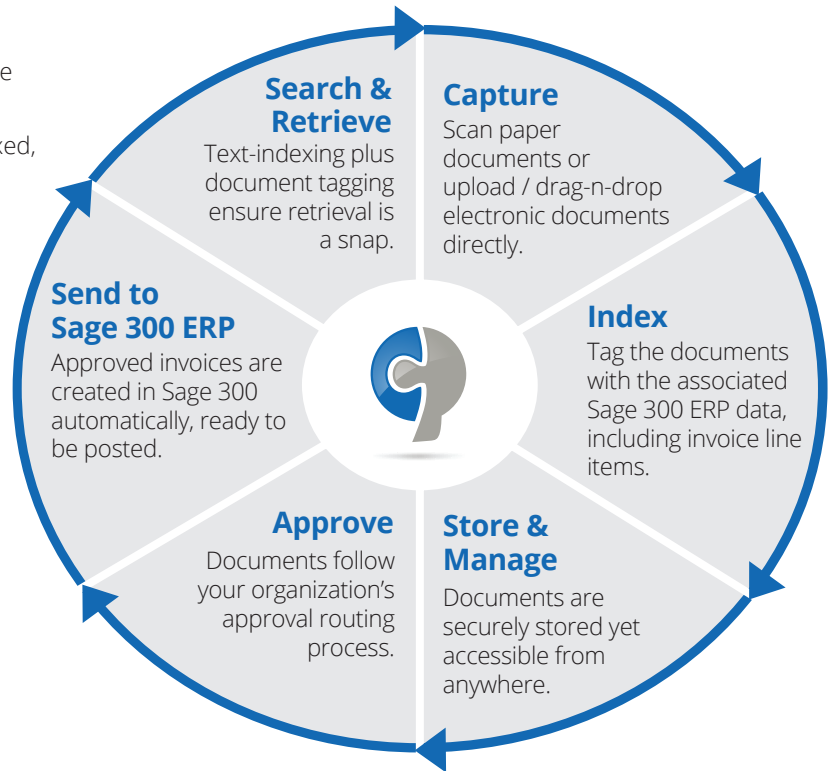 e
xed,
Search &
Retrieve
Text-indexing plus
document tagging
ensure retrieval is
a snap.
Capture
Scan paper
documents or
upload / drag-n-drop
electronic documents
directly.
Index
Tag the documents
with the associated
Sage 300 ERP data,
including invoice line
items.
Store &
Manage
Documents are
securely stored yet
accessible from
anywhere.
Approve
Documents follow
your organization’s
approval routing
process.
Send to
Sage 300 ERP
Approved invoices are
created in Sage 300
automatically, ready to
be posted.